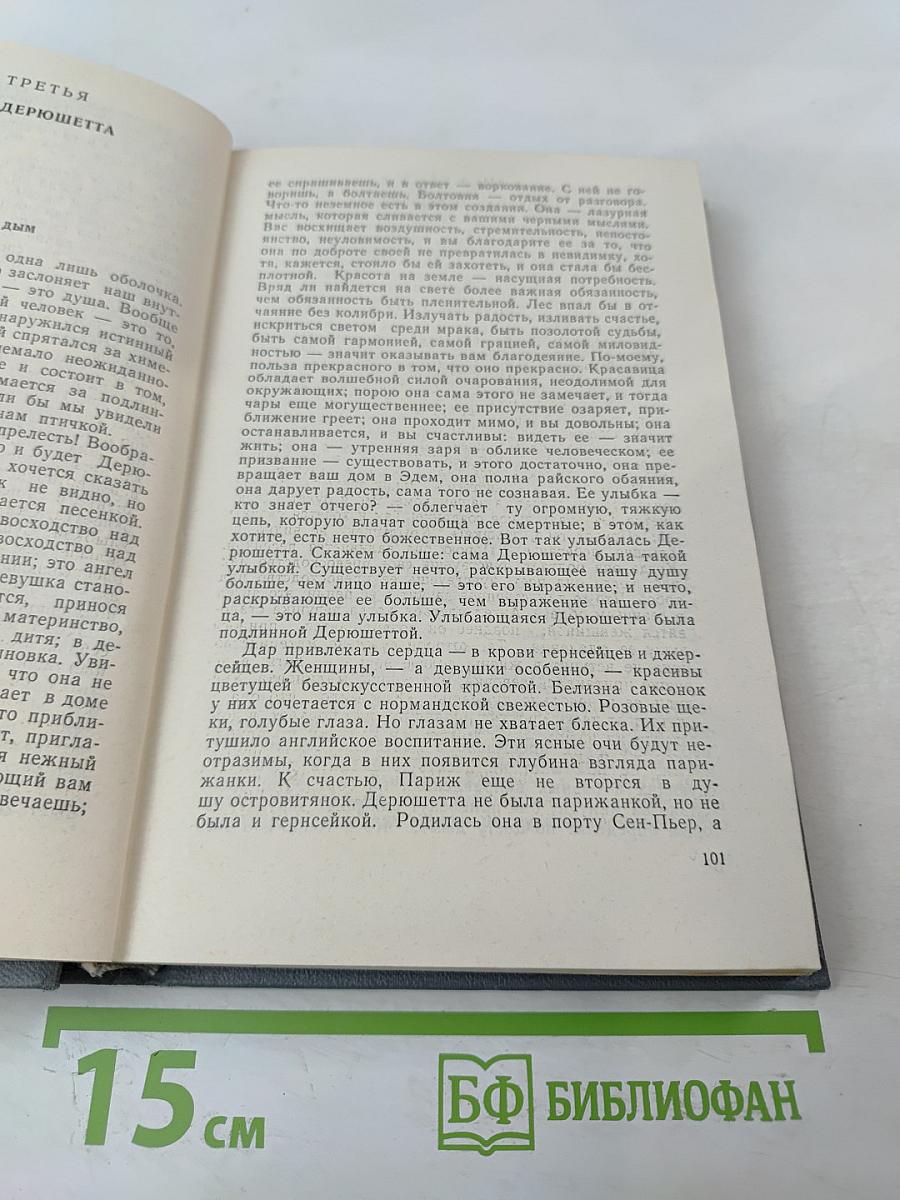 ТРЕТЬЯ
ДЕРЮШЕТТА
дым
одна лишь оболочка.
заслоняет наш внут-
— это душа. Вообще
й человек — это то,
наружился истинный
й спрятался за химе-
немало неожиданно-
е и состоит в том,
мается за подлин-
ли бы мы увидели
нам птичкой.
прелесть! Вообра-
о и будет Дерю-
хочется сказать
к не видно, но
ается песенкой.
восходство над
восходство над
нии; это ангел
евушка стано-
тся, принося
материнство,
дитя; в де-
новка. Уви-
что она не
ает в доме
то прибли-
т, пригла-
я нежный
ющий вам
вечаешь;
ее спрашиваешь, и в ответ — воркование. С ней не го-
воришь, а болтаешь. Болтовня — отдых от разговора.
Что-то неземное есть в этом создании. Она — лазурная
мысль, которая сливается с вашими черными мыслями.
Вас восхищает воздушность, стремительность, непосто-
янство, неуловимость, и вы благодарите ее за то, что
она по доброте своей не превратилась в невидимку, хо-
тя, кажется, стоило бы ей захотеть, и она стала бы бес-
плотной. Красота на земле — насущная потребность.
Вряд ли найдется на свете более важная обязанность,
чем обязанность быть пленительной. Лес впал бы в от-
чаяние без колибри. Излучать радость, изливать счастье,
искриться светом среди мрака, быть позолотой судьбы,
быть самой гармонией, самой грацией, самой миловид-
ностью — значит оказывать вам благодеяние. По-моему,
польза прекрасного в том, что оно прекрасно. Красавица
обладает волшебной силой очарования, неодолимой для
окружающих; порою она сама этого не замечает, и тогда
чары еще могущественнее; ее присутствие озаряет, при-
ближение греет; она проходит мимо, и вы довольны; она
останавливается, и вы счастливы: видеть ее — значит
жить; она — утренняя заря в облике человеческом; ее
призвание — существовать, и этого достаточно, она пре-
вращает ваш дом в Эдем, она полна райского обаяния,
она дарует радость, сама того не сознавая. Ее улыбка —
кто знает отчего? — облегчает ту огромную, тяжкую
цепь, которую влачат сообща все смертные; в этом, как
хотите, есть нечто божественное. Вот так улыбалась Де-
рюшетта. Скажем больше: сама Дерюшетта была такой
улыбкой. Существует нечто, раскрывающее нашу душу
больше, чем лицо наше, — это его выражение; и нечто,
раскрывающее ее больше, чем выражение нашего ли-
ца, — это наша улыбка. Улыбающаяся Дерюшетта была
подлинной Дерюшеттой.
Дар привлекать сердца — в крови гернсейцев и джер-
сейцев. Женщины, — а девушки особенно, — красивы
цветущей безыскусственной красотой. Белизна саксонок
у них сочетается с нормандской свежестью. Розовые ще-
ки, голубые глаза. Но глазам не хватает блеска. Их при-
тушило английское воспитание. Эти ясные очи будут не-
отразимы, когда в них появится глубина взгляда пари-
жанки. К счастью, Париж еще не вторгся в ду-
шу островитянок. Дерюшетта не была парижанкой, но не
была и гернсейкой. Родилась она в порту Сен-Пьер, а
101
15 см
БФ БИБЛИОФАН